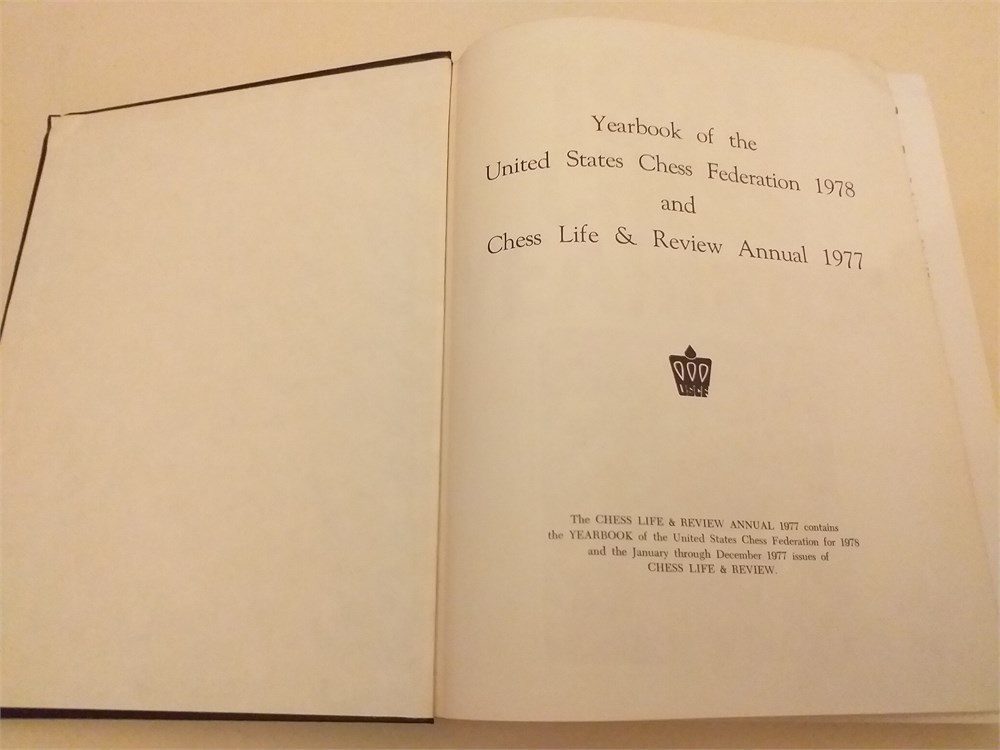 Yearbook of the
United States Chess Federation 1978
and
Chess Life & Review Annual 1977
USCF
The CHESS LIFE & REVIEW ANNUAL 1977 contains
the YEARBOOK of the United States Chess Federation for 1978
and the January through December 1977 issues of
CHESS LIFE & REVIEW.